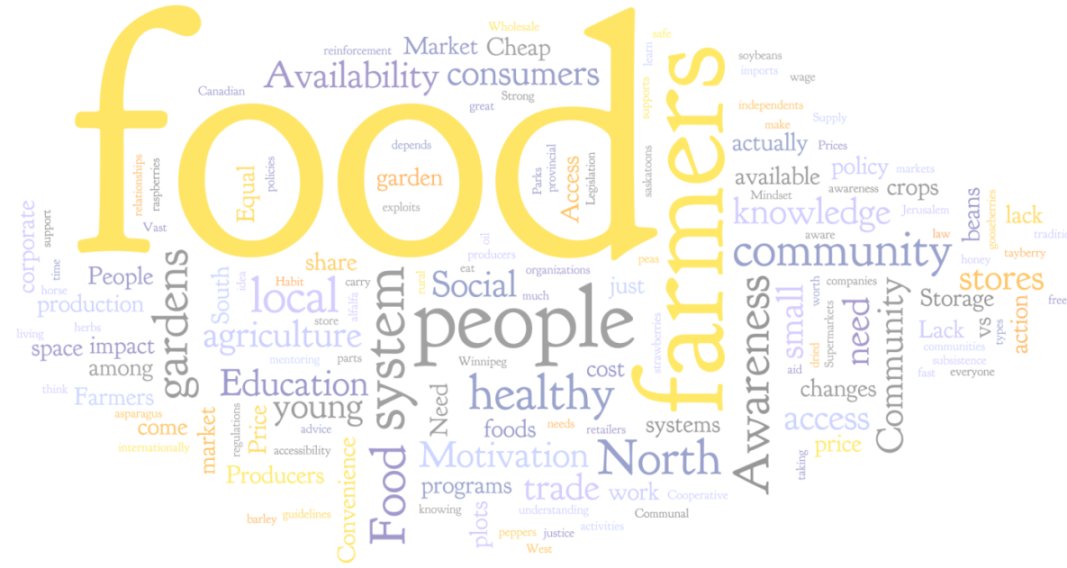 Wholesale
reinforcement
Market
Cheap
safe
learn
Availability
consumers
Canadian
Strong
great
supports
food
farmers
soybeans
imports
wage
independents
make
Supply
actually
Prices
depends
relationships
raspberries
Equal
policies
garden
exploits
Parks
provincial
Access
Legislation
saskatoons
available
policy
markets
Mindset
awareness
crops
knowledge
Jerusalem
beans
gooseberries
lack
aware
law
community
honey
tayberry
corporate
support
Vast
time
horse
People
production
living
herbs
space
impact
among
think
Farmers
gardens
South
idea
share
Habit
carry
local
store
alfalfa
agriculture
mentoring
parts
Food system
rural
oil
producers
eat
organizations
Social
much
peas
just
people
strawberries
Winnipeg
cost
healthy
Education
young
advice
Need
foods
needs
retailers
systems
Awareness
small
worth
companies
Supermarkets
dried
aid
need
Community
changes
access
price
taking
Storage
stores
free
vs
types
action
Lack
communities
subsistence
fast
everyone
asparagus
come
internationally
market
regulations
Price
accessibility
Producers
Convenience
barley
guidelines
Motivation
North
programs
trade
work
Cooperative
knowing
plots
understanding
Communal
peppers
justice
activities
West